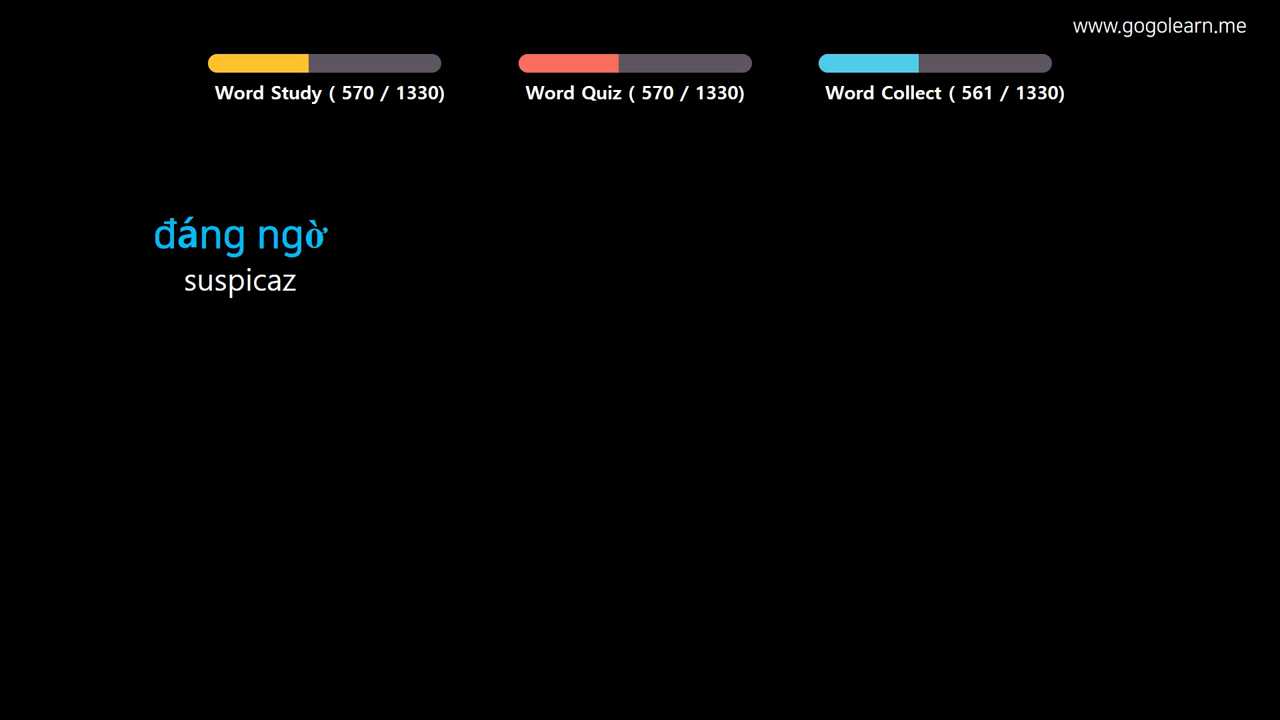 www.gogolearn.me
Word Study ( 570 / 1330)
Word Quiz ( 570 / 1330)
Word Collect ( 561 / 1330)
đáng ngờ
suspicaz